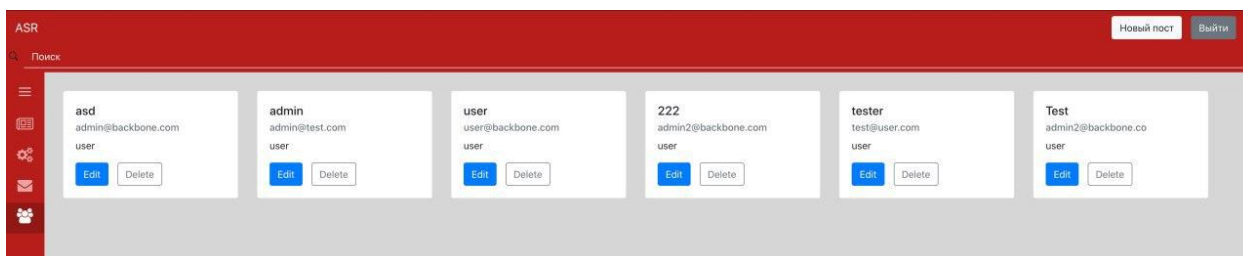 ASR
Новый пост Выйти
Поиск
asd admin user 222 tester Test
admin@backbone.com admin@test.com user@backbone.com admin2@backbone.com test@user.com admin2@backbone.co
user user user user user user
Edit Delete Edit Delete Edit Delete Edit Delete Edit Delete Edit Delete